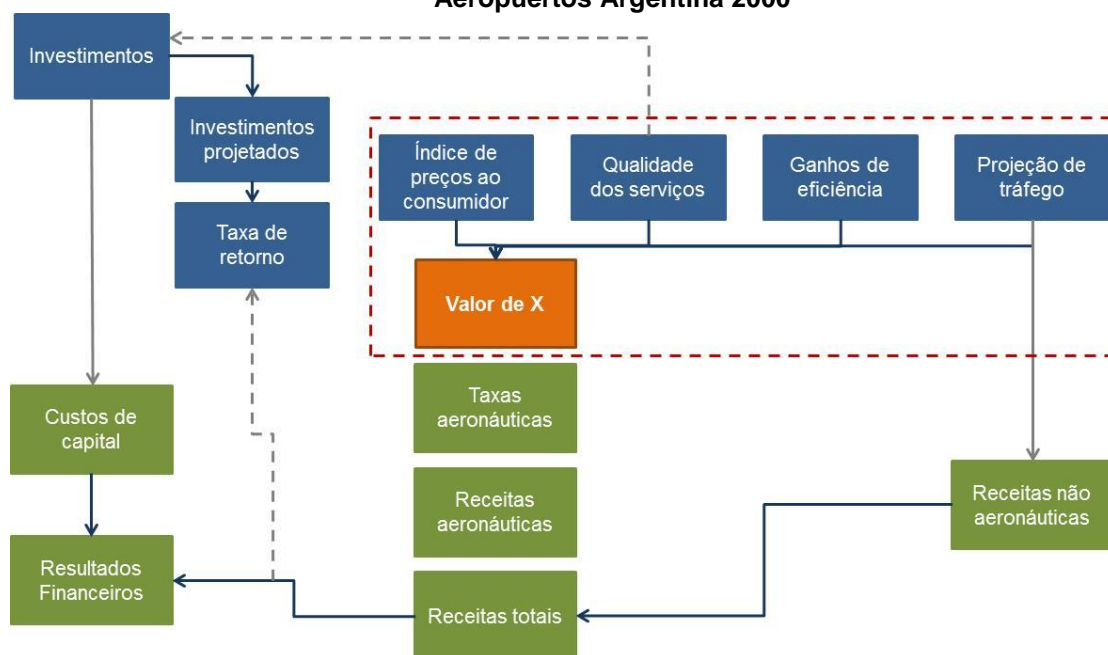 Aeropuertos Argentina 2000
Investimentos
Investimentos
projetados
Taxa de
retorno
Índice de
preços ao
consumidor
Qualidade
dos serviços
Ganhos de
eficiência
Projeção de
tráfego
Valor de X
Custos de
capital
Taxas
aeronáuticas
Receitas
aeronáuticas
Receitas não
aeronáuticas
Resultados
Financeiros
Receitas totais